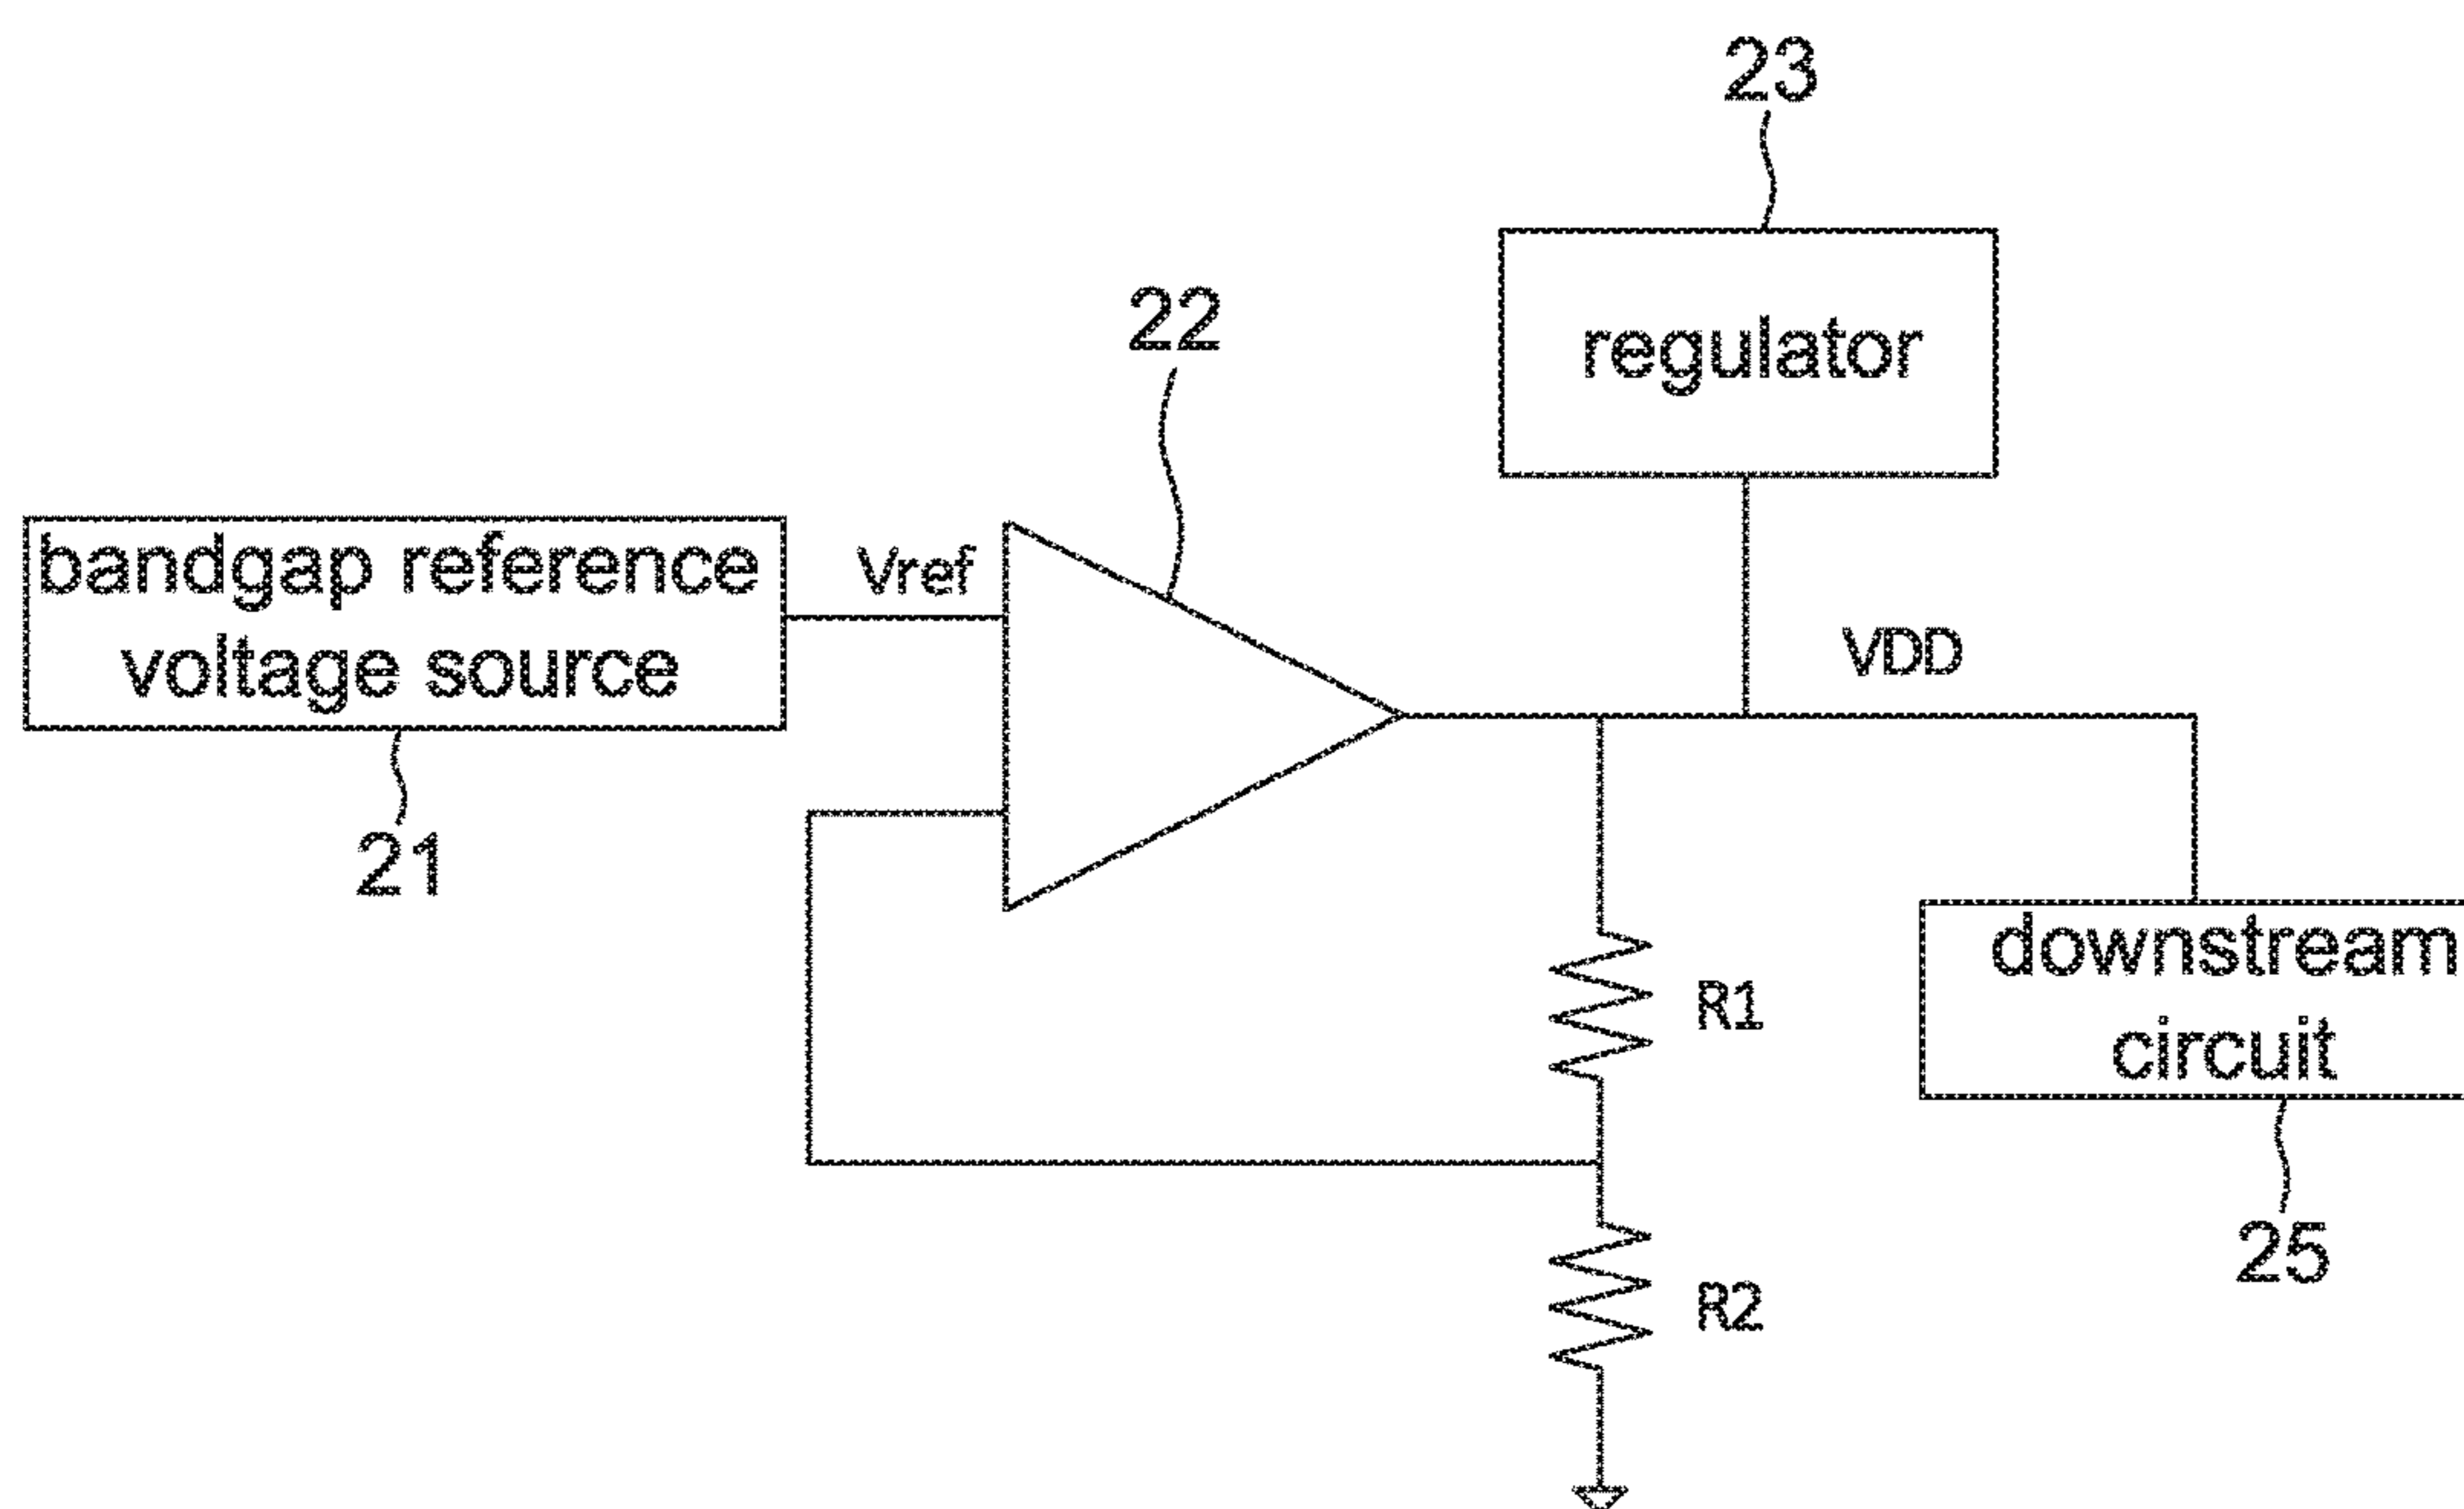 23
22
regulator
bandgap reference
voltage source
Vref
VDD
21
downstream
circuit
R1
25
R2